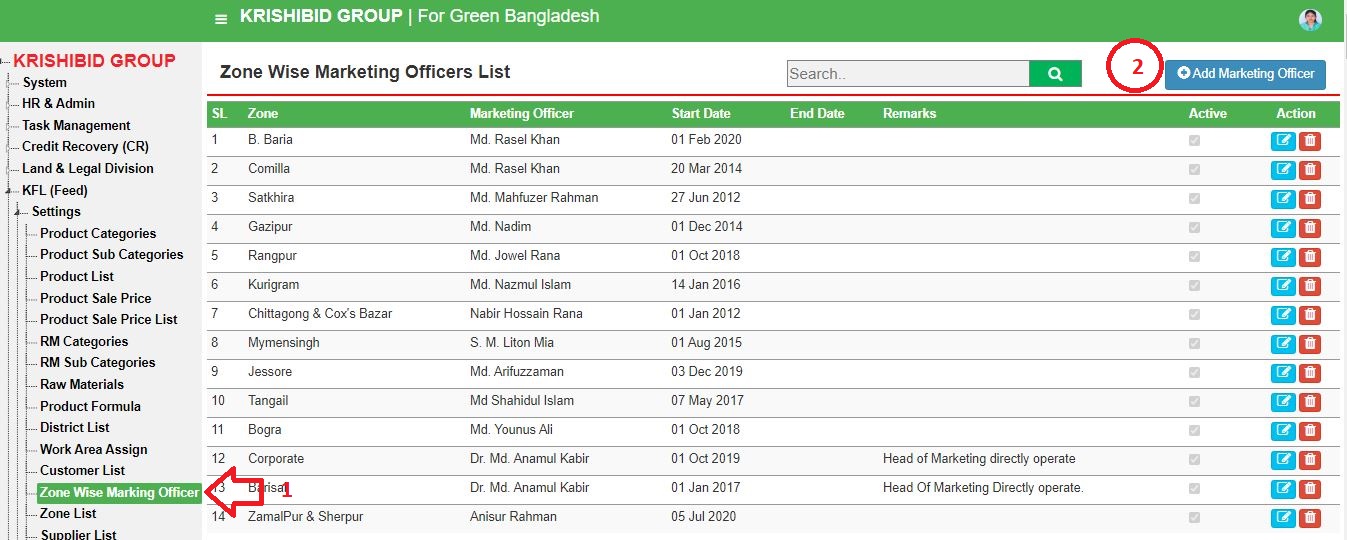 KRISHIBID GROUP | For Green Bangladesh
KRISHIBID GROUP
System
HR & Admin
Task Management
Credit Recovery (CR)
Land & Legal Division
KFL (Feed)
Settings
Product Categories
Product Sub Categories
Product List
Product Sale Price
Product Sale Price List
RM Categories
RM Sub Categories
Raw Materials
Product Formula
District List
Work Area Assign
Customer List
Zone Wise Marking Officer
1
Zone List
Supplier List
Zone Wise Marketing Officers List
Search..
2
Add Marketing Officer
SL Zone Marketing Officer Start Date End Date Remarks Active Action
1 B. Baria Md. Rasel Khan 01 Feb 2020
2 Comilla Md. Rasel Khan 20 Mar 2014
3 Satkhira Md. Mahfuzer Rahman 27 Jun 2012
4 Gazipur Md. Nadim 01 Dec 2014
5 Rangpur Md. Jowel Rana 01 Oct 2018
6 Kurigram Md. Nazmul Islam 14 Jan 2016
7 Chittagong & Cox's Bazar Nabir Hossain Rana 01 Jan 2012
8 Mymensingh S. M. Liton Mia 01 Aug 2015
9 Jessore Md. Arifuzzaman 03 Dec 2019
10 Tangail Md Shahidul Islam 07 May 2017
11 Bogra Md. Younus Ali 01 Oct 2018
12 Corporate Dr. Md. Anamul Kabir 01 Oct 2019 Head of Marketing directly operate
13 Barisal Dr. Md. Anamul Kabir 01 Jan 2017 Head Of Marketing Directly operate.
14 ZamalPur & Sherpur Anisur Rahman 05 Jul 2020